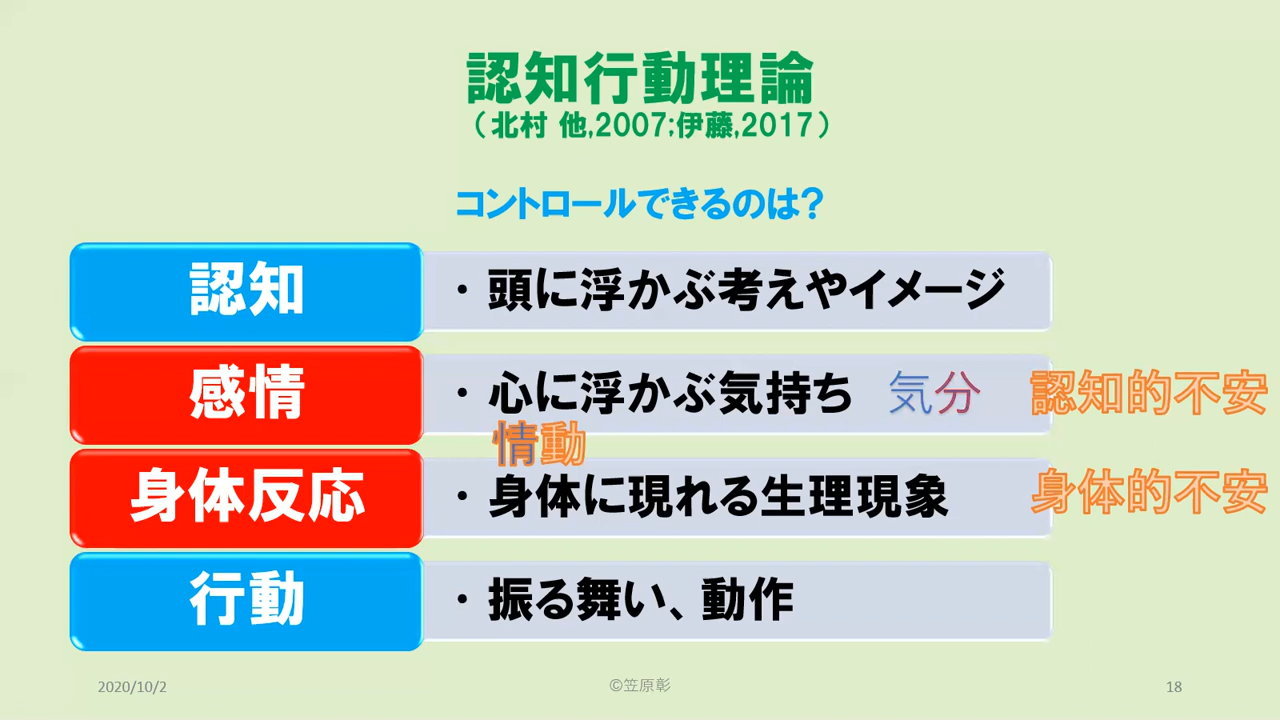 認知行動理論
（北村 他,2007;伊藤,2017）
コントロールできるのは?
認知
・頭に浮かぶ考えやイメージ
感情
・心に浮かぶ気持ち 気分 認知的不安
情動
身体反応
・身体に現れる生理現象 身体的不安
行動
・振る舞い、動作
2020/10/2
©笠原彰
18